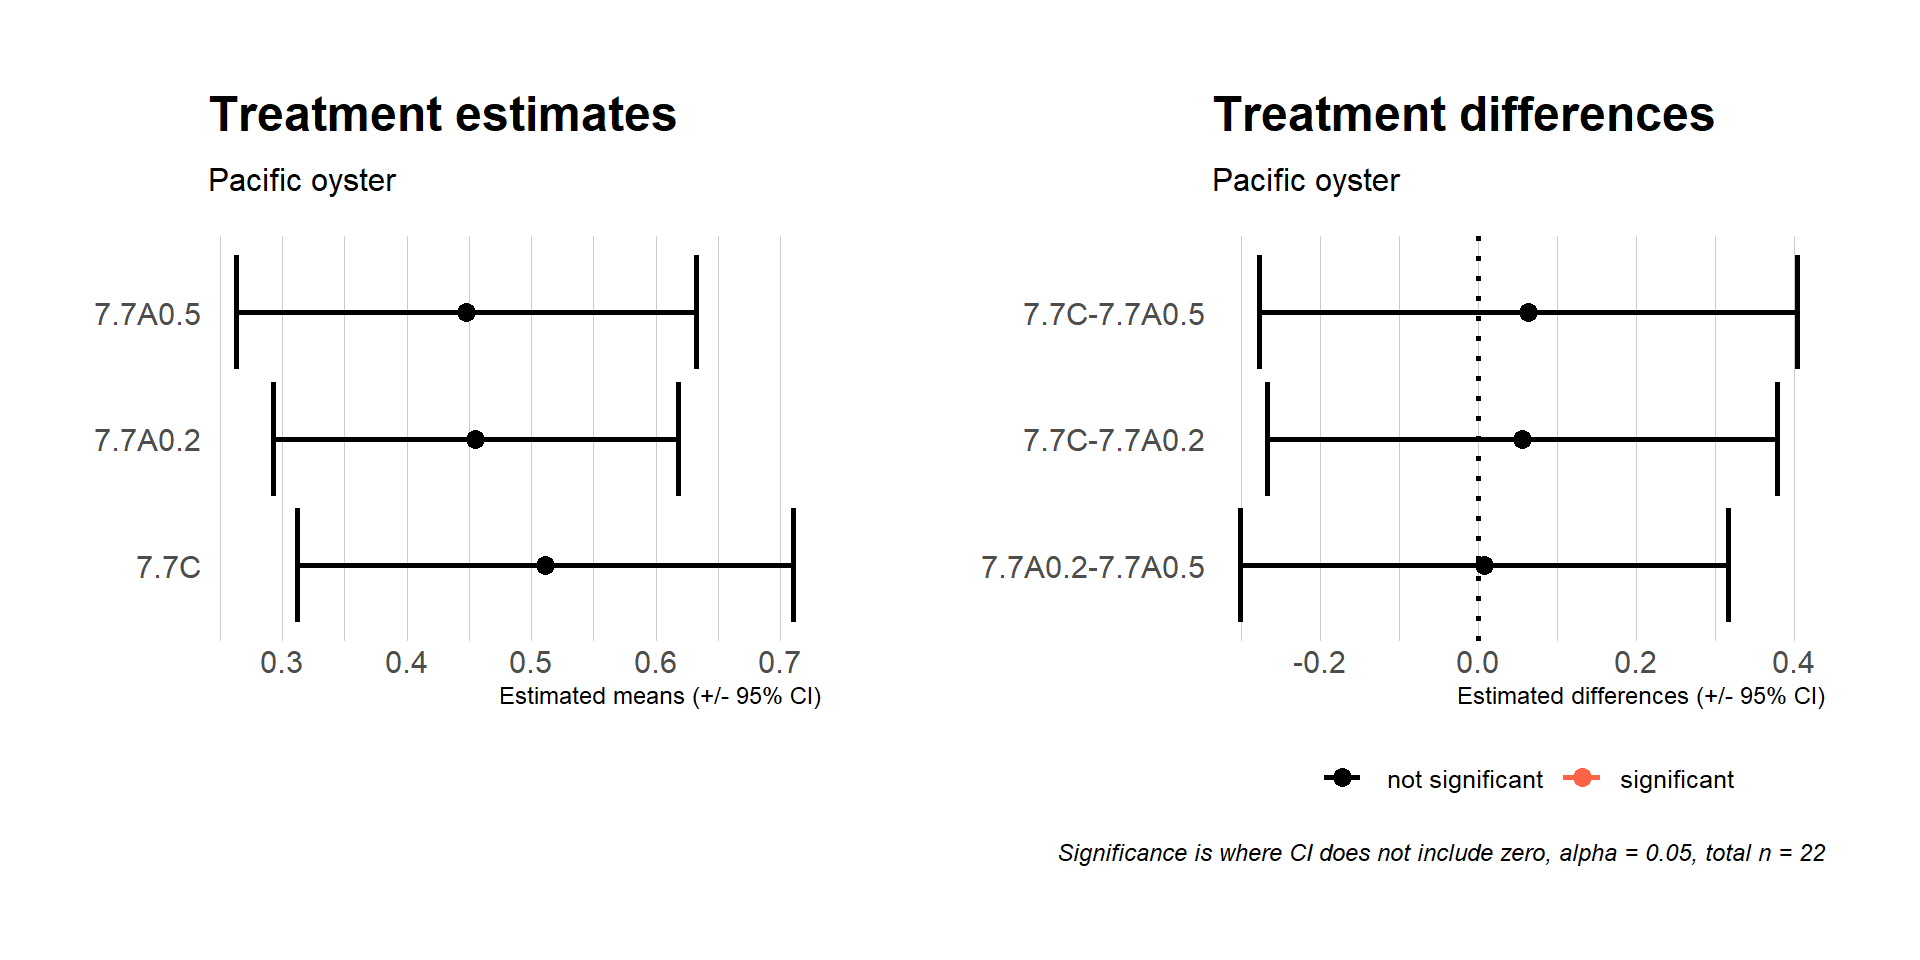 Treatment estimates
Pacific oyster
7.7A0.5
7.7A0.2
7.7C
0.3 0.4 0.5 0.6 0.7
Estimated means (+/- 95% CI)
Treatment differences
Pacific oyster
7.7C-7.7A0.5
7.7C-7.7A0.2
7.7A0.2-7.7A0.5
-0.2 0.0 0.2 0.4
Estimated differences (+/- 95% CI)
not significant significant
Significance is where CI does not include zero, alpha = 0.05, total n = 22